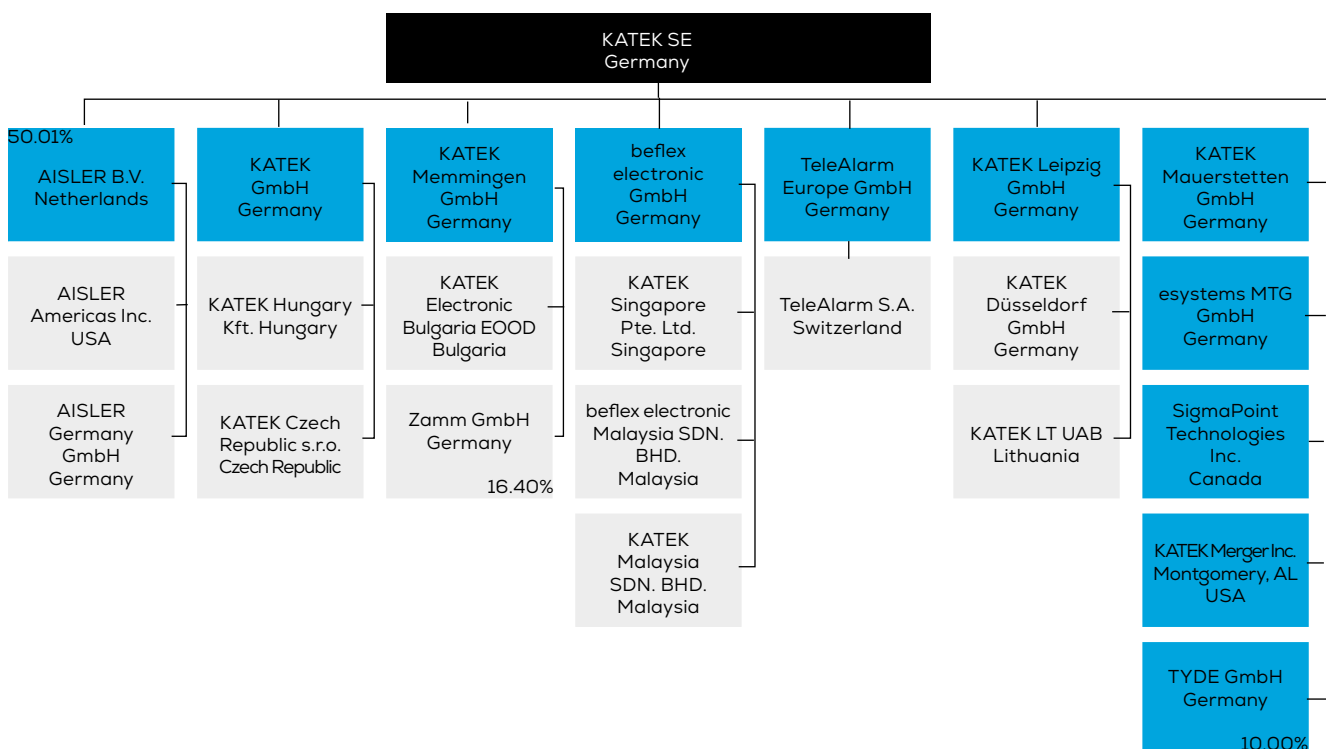 KATEK SE
Germany
50.01%
AISLER B.V.
Netherlands
AISLER
Americas Inc.
USA
AISLER
Germany
GmbH
Germany
KATEK
GmbH
Germany
KATEK Hungary
Kft. Hungary
KATEK Czech
Republic s.r.o.
Czech Republic
KATEK
Memmingen
GmbH
Germany
KATEK
Electronic
Bulgaria EOOD
Bulgaria
Zamm GmbH
Germany
16.40%
beflex
electronic
GmbH
Germany
KATEK
Singapore
Pte. Ltd.
Singapore
beflex electronic
Malaysia SDN.
BHD.
Malaysia
KATEK
Malaysia
SDN. BHD.
Malaysia
TeleAlarm
Europe GmbH
Germany
TeleAlarm S.A.
Switzerland
KATEK Leipzig
GmbH
Germany
KATEK
Düsseldorf
GmbH
Germany
KATEK LT UAB
Lithuania
KATEK
Mauerstetten
GmbH
Germany
esystems MTG
GmbH
Germany
SigmaPoint
Technologies
Inc.
Canada
KATEK Merger Inc.
Montgomery, AL
USA
TYDE GmbH
Germany
10.00%